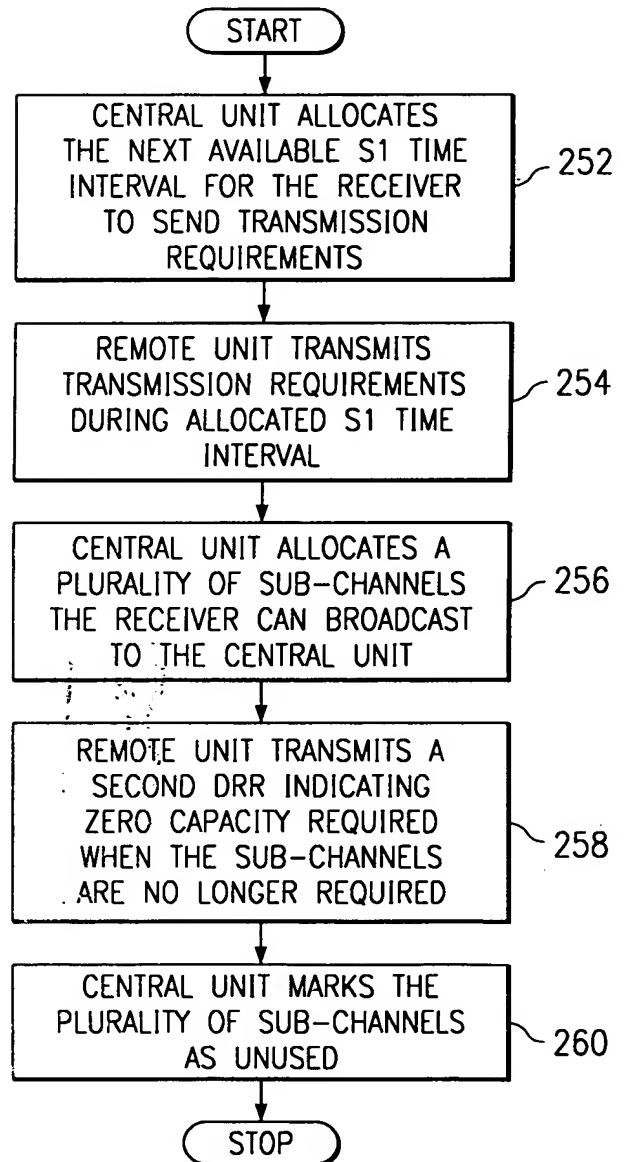 START
CENTRAL UNIT ALLOCATES
THE NEXT AVAILABLE S1 TIME
INTERVAL FOR THE RECEIVER
TO SEND TRANSMISSION
REQUIREMENTS
252
REMOTE UNIT TRANSMITS
TRANSMISSION REQUIREMENTS
DURING ALLOCATED S1 TIME
INTERVAL
254
CENTRAL UNIT ALLOCATES A
PLURALITY OF SUB-CHANNELS
THE RECEIVER CAN BROADCAST
TO THE CENTRAL UNIT
256
REMOTE UNIT TRANSMITS A
SECOND DRR INDICATING
ZERO CAPACITY REQUIRED
WHEN THE SUB-CHANNELS
ARE NO LONGER REQUIRED
258
CENTRAL UNIT MARKS THE
PLURALITY OF SUB-CHANNELS
AS UNUSED
260
STOP